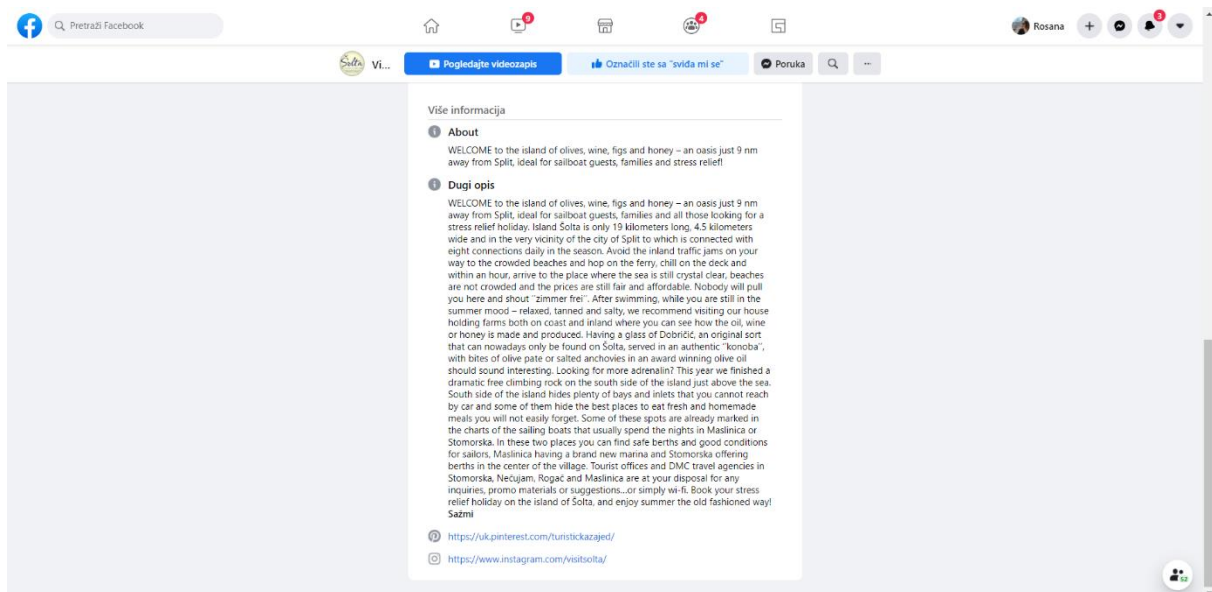 Pretraži Facebook
9
4
Rosana
3
Šolta
Vi...
Pogledajte videozapis
Označili ste sa "sviđa mi se"
Poruka
Više informacija
About
WELCOME to the island of olives, wine, figs and honey – an oasis just 9 nm
away from Split, ideal for sailboat guests, families and stress relief!
Dugi opis
WELCOME to the island of olives, wine, figs and honey – an oasis just 9 nm
away from Split, ideal for sailboat guests, families and all those looking for a
stress relief holiday. Island Šolta is only 19 kilometers long, 4.5 kilometers
wide and in the very vicinity of the city of Split to which is connected with
eight connections daily in the season. Avoid the inland traffic jams on your
way to the crowded beaches and hop on the ferry, chill on the deck and
within an hour, arrive to the place where the sea is still crystal clear, beaches
are not crowded and the prices are still fair and affordable. Nobody will pull
you here and shout ¨zimmer frei¨. After swimming, while you are still in the
summer mood – relaxed, tanned and salty, we recommend visiting our house
holding farms both on coast and inland where you can see how the oil, wine
or honey is made and produced. Having a glass of Dobričić, an original sort
that can nowadays only be found on Šolta, served in an authentic ¨konoba¨,
with bites of olive pate or salted anchovies in an award winning olive oil
should sound interesting. Looking for more adrenalin? This year we finished a
dramatic free climbing rock on the south side of the island just above the sea.
South side of the island hides plenty of bays and inlets that you cannot reach
by car and some of them hide the best places to eat fresh and homemade
meals you will not easily forget. Some of these spots are already marked in
the charts of the sailing boats that usually spend the nights in Maslinica or
Stomorska. In these two places you can find safe berths and good conditions
for sailors, Maslinica having a brand new marina and Stomorska offering
berths in the center of the village. Tourist offices and DMC travel agencies in
Stomorska, Nečujam, Rogač and Maslinica are at your disposal for any
inquiries, promo materials or suggestions...or simply wi-fi. Book your stress
relief holiday on the island of Šolta, and enjoy summer the old fashioned way!
Sažmi
https://uk.pinterest.com/turistickazajed/
https://www.instagram.com/visitsolta/
52